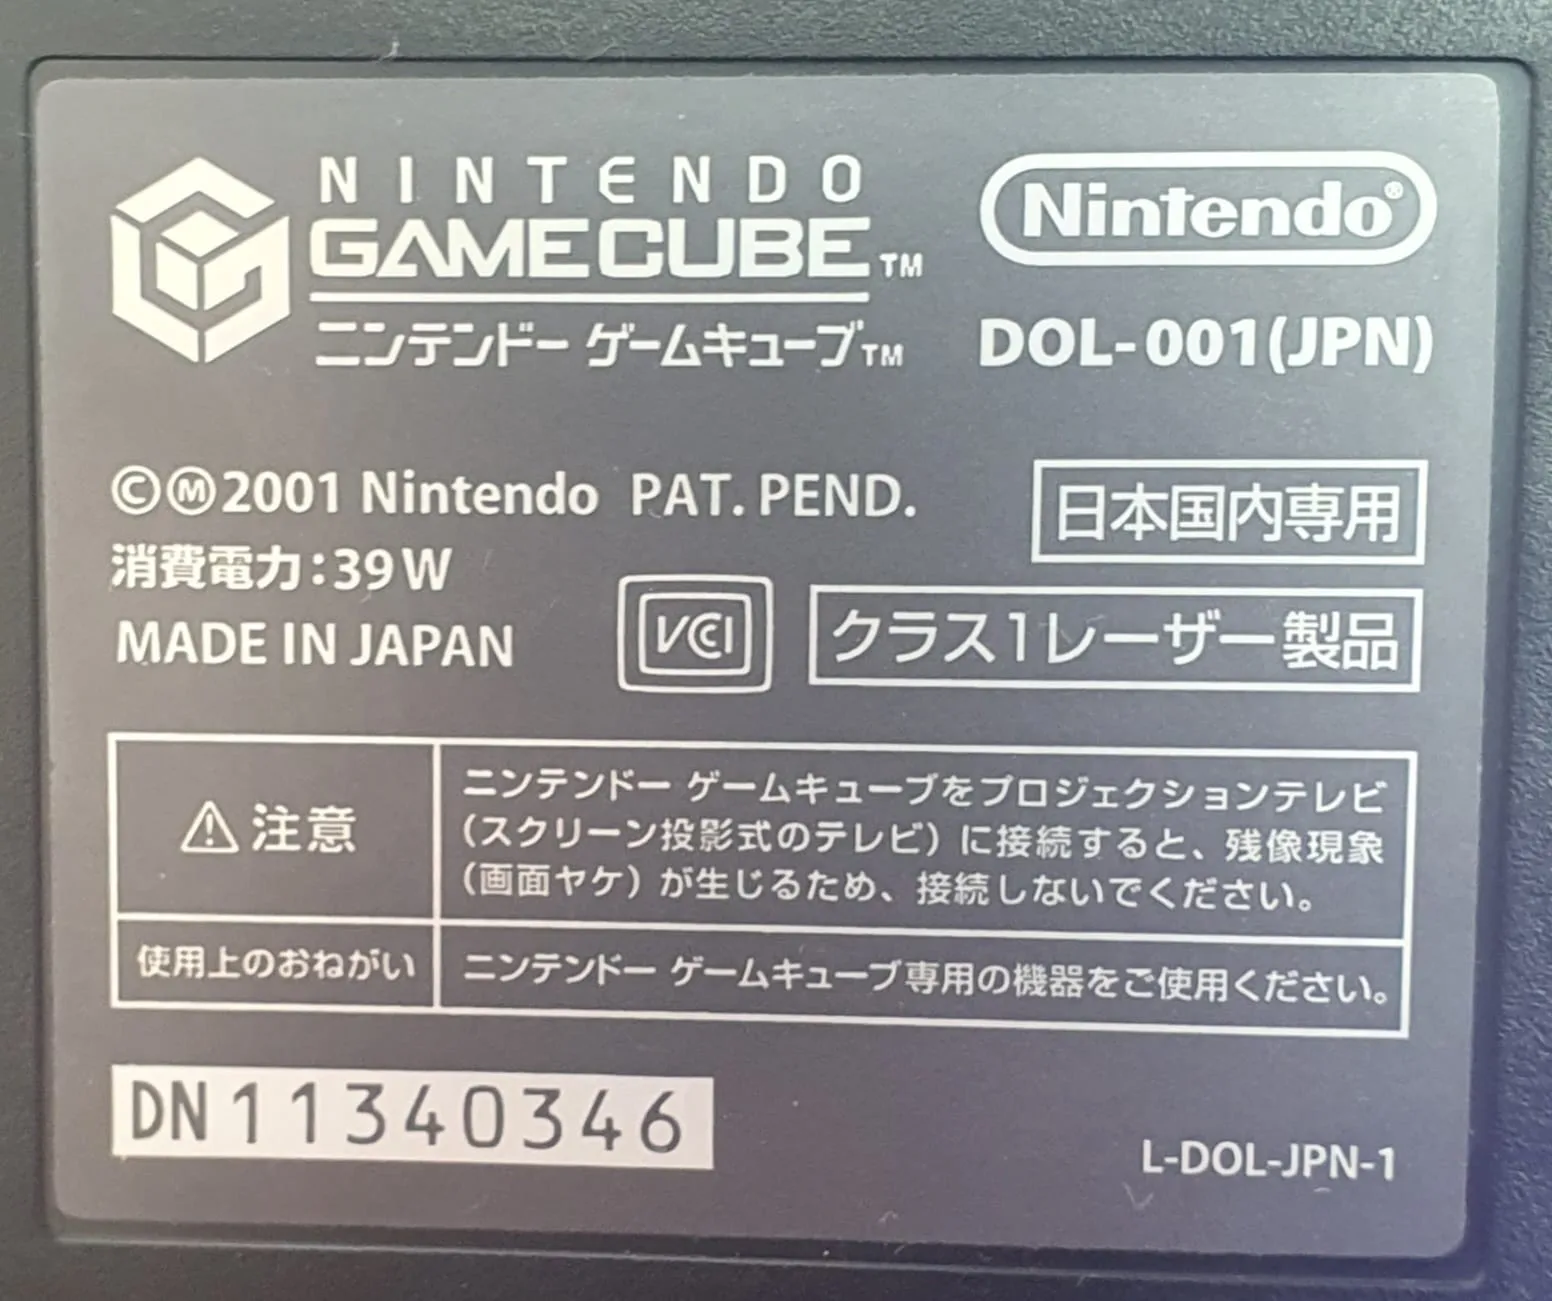 NINTENDO
GAMECUBE™
ニンテンドー ゲームキューブ™
Nintendo®
DOL-001(JPN)
©Ⓜ2001 Nintendo PAT. PEND.
日本国内専用
消費電力:39W
MADE IN JAPAN
VCCI
クラス1レーザー製品
⚠注意
ニンテンドー ゲームキューブをプロジェクションテレビ
(スクリーン投影式のテレビ)に接続すると、残像現象
(画面ヤケ)が生じるため、接続しないでください。
使用上のおねがい
ニンテンドー ゲームキューブ専用の機器をご使用ください。
DN11340346
L-DOL-JPN-1